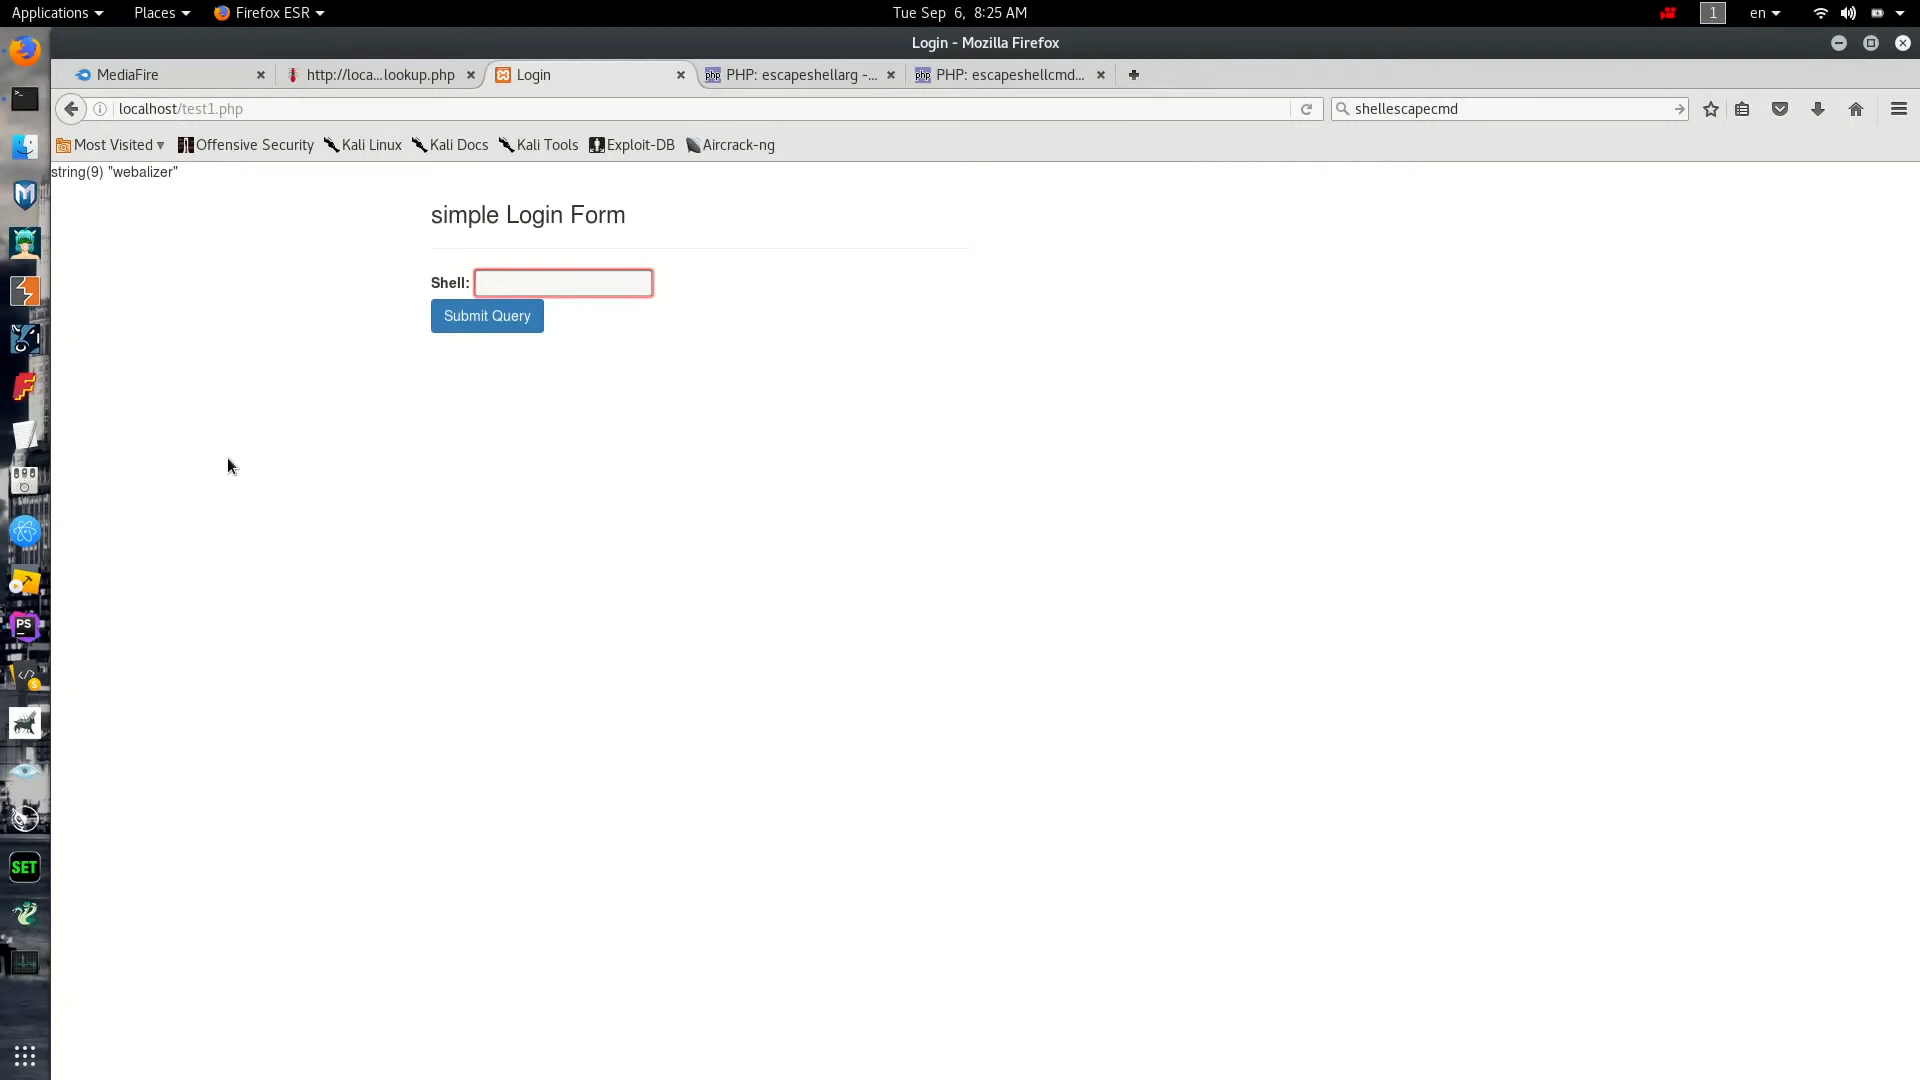 Applications Places Firefox ESR Tue Sep 6, 8:25 AM 1 en
Login - Mozilla Firefox
MediaFire http://loca...lookup.php Login php PHP: escapeshellarg -... php PHP: escapeshellcmd...
localhost/test1.php shellescapecmd
Most Visited Offensive Security Kali Linux Kali Docs Kali Tools Exploit-DB Aircrack-ng
string(9) "webalizer"
simple Login Form
Shell:
Submit Query
PS
SET